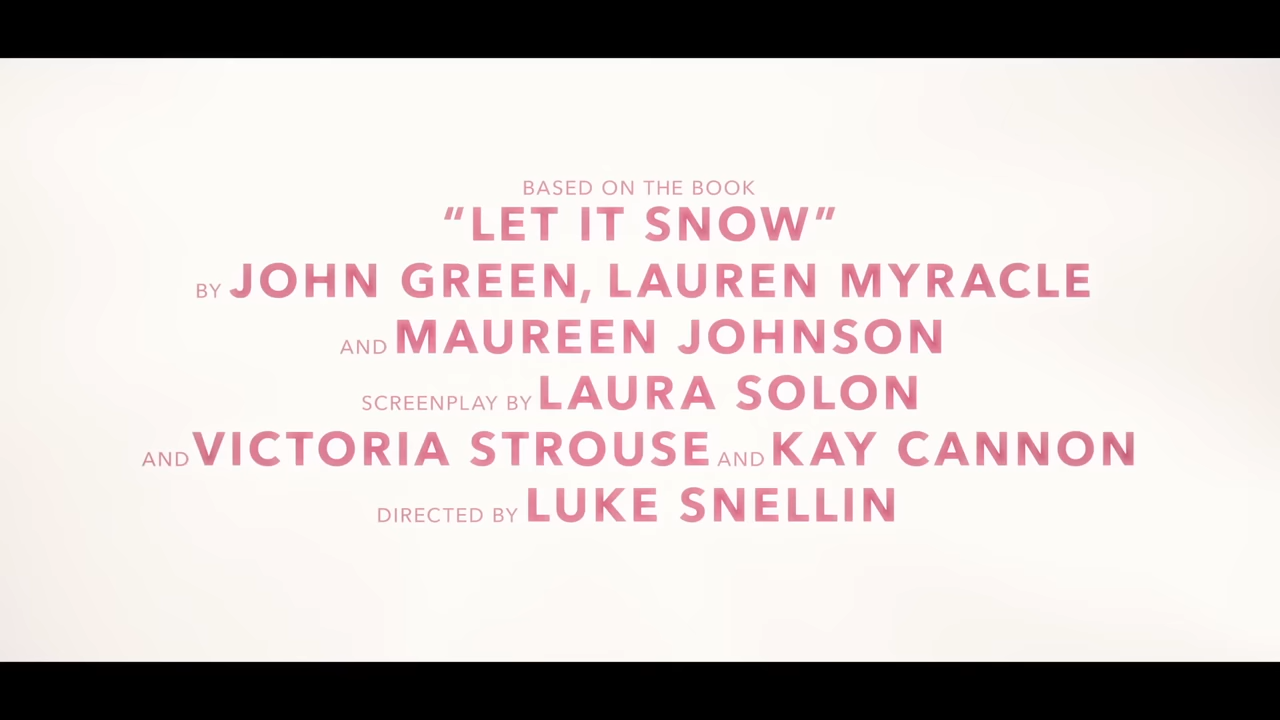 BASED ON THE BOOK
“LET IT SNOW”
BY JOHN GREEN, LAUREN MYRACLE
AND MAUREEN JOHNSON
SCREENPLAY BY LAURA SOLON
AND VICTORIA STROUSE AND KAY CANNON
DIRECTED BY LUKE SNELLIN